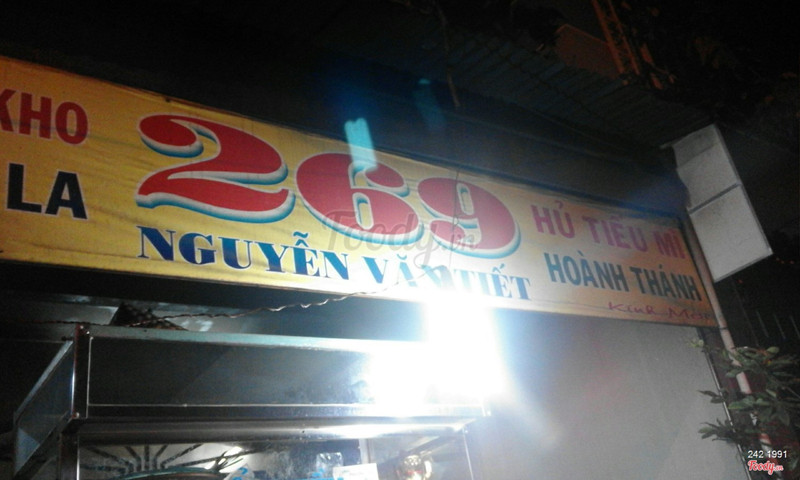 KHO
LA
269
NGUYỄN VĂN TIẾT
HỦ TIẾU MÌ
HOÀNH THÁNH
Foody.vn
242 1991
Foody.vn